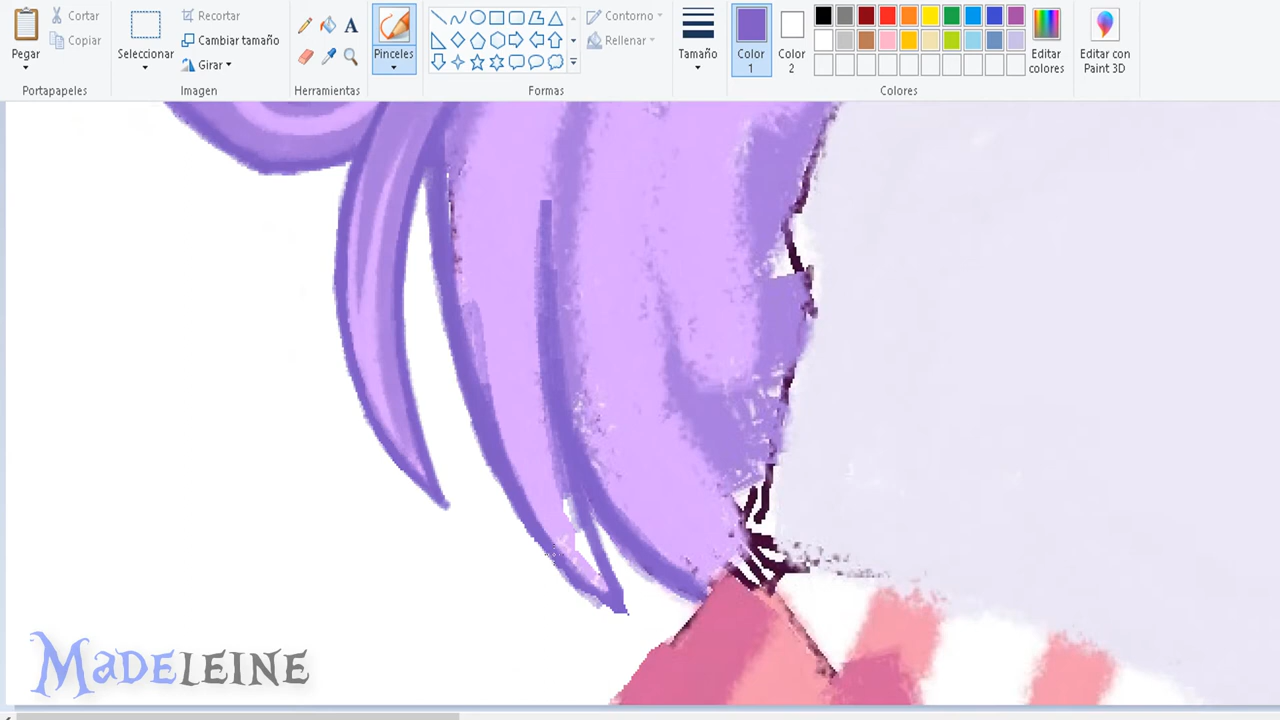 Pegar
Cortar
Copiar
Portapapeles
Seleccionar
Recortar
Cambiar tamaño
Girar
Imagen
A
Herramientas
Pinceles
Contorno
Rellenar
Formas
Tamaño
Color
1
Color
2
Editar
colores
Colores
Editar con
Paint 3D
MADELEINE